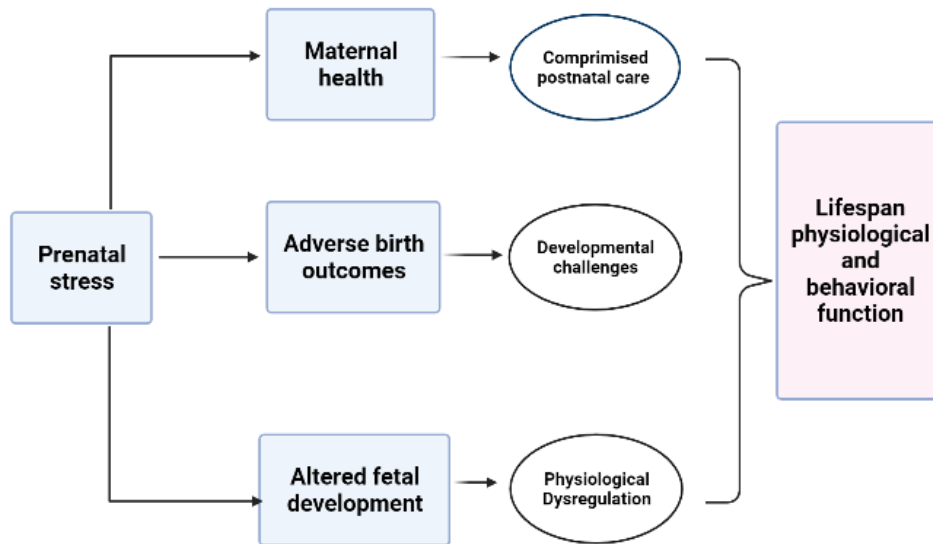 Maternal
health
Comprimised
postnatal care
Prenatal
stress
Adverse birth
outcomes
Developmental
challenges
Altered fetal
development
Physiological
Dysregulation
Lifespan
physiological
and
behavioral
function